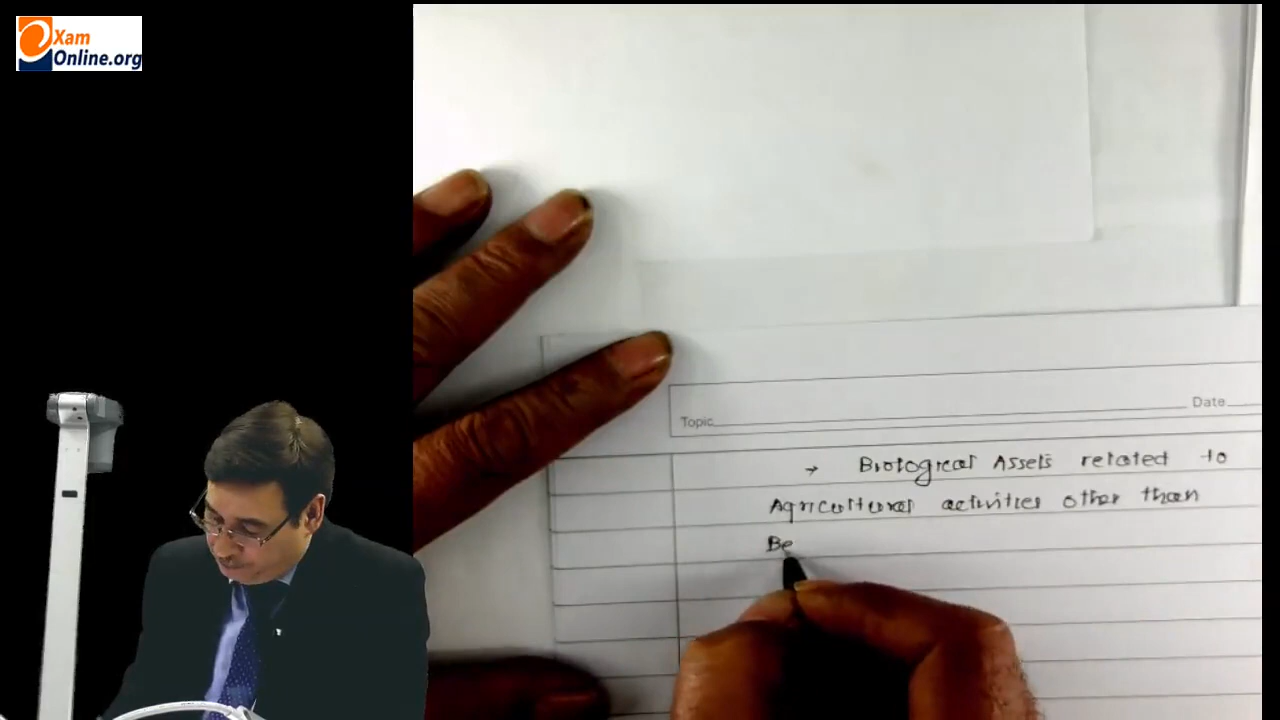 Xam
Online.org
Topic
Date
→ Biological Assets related to
Agricultural activities other than
Be